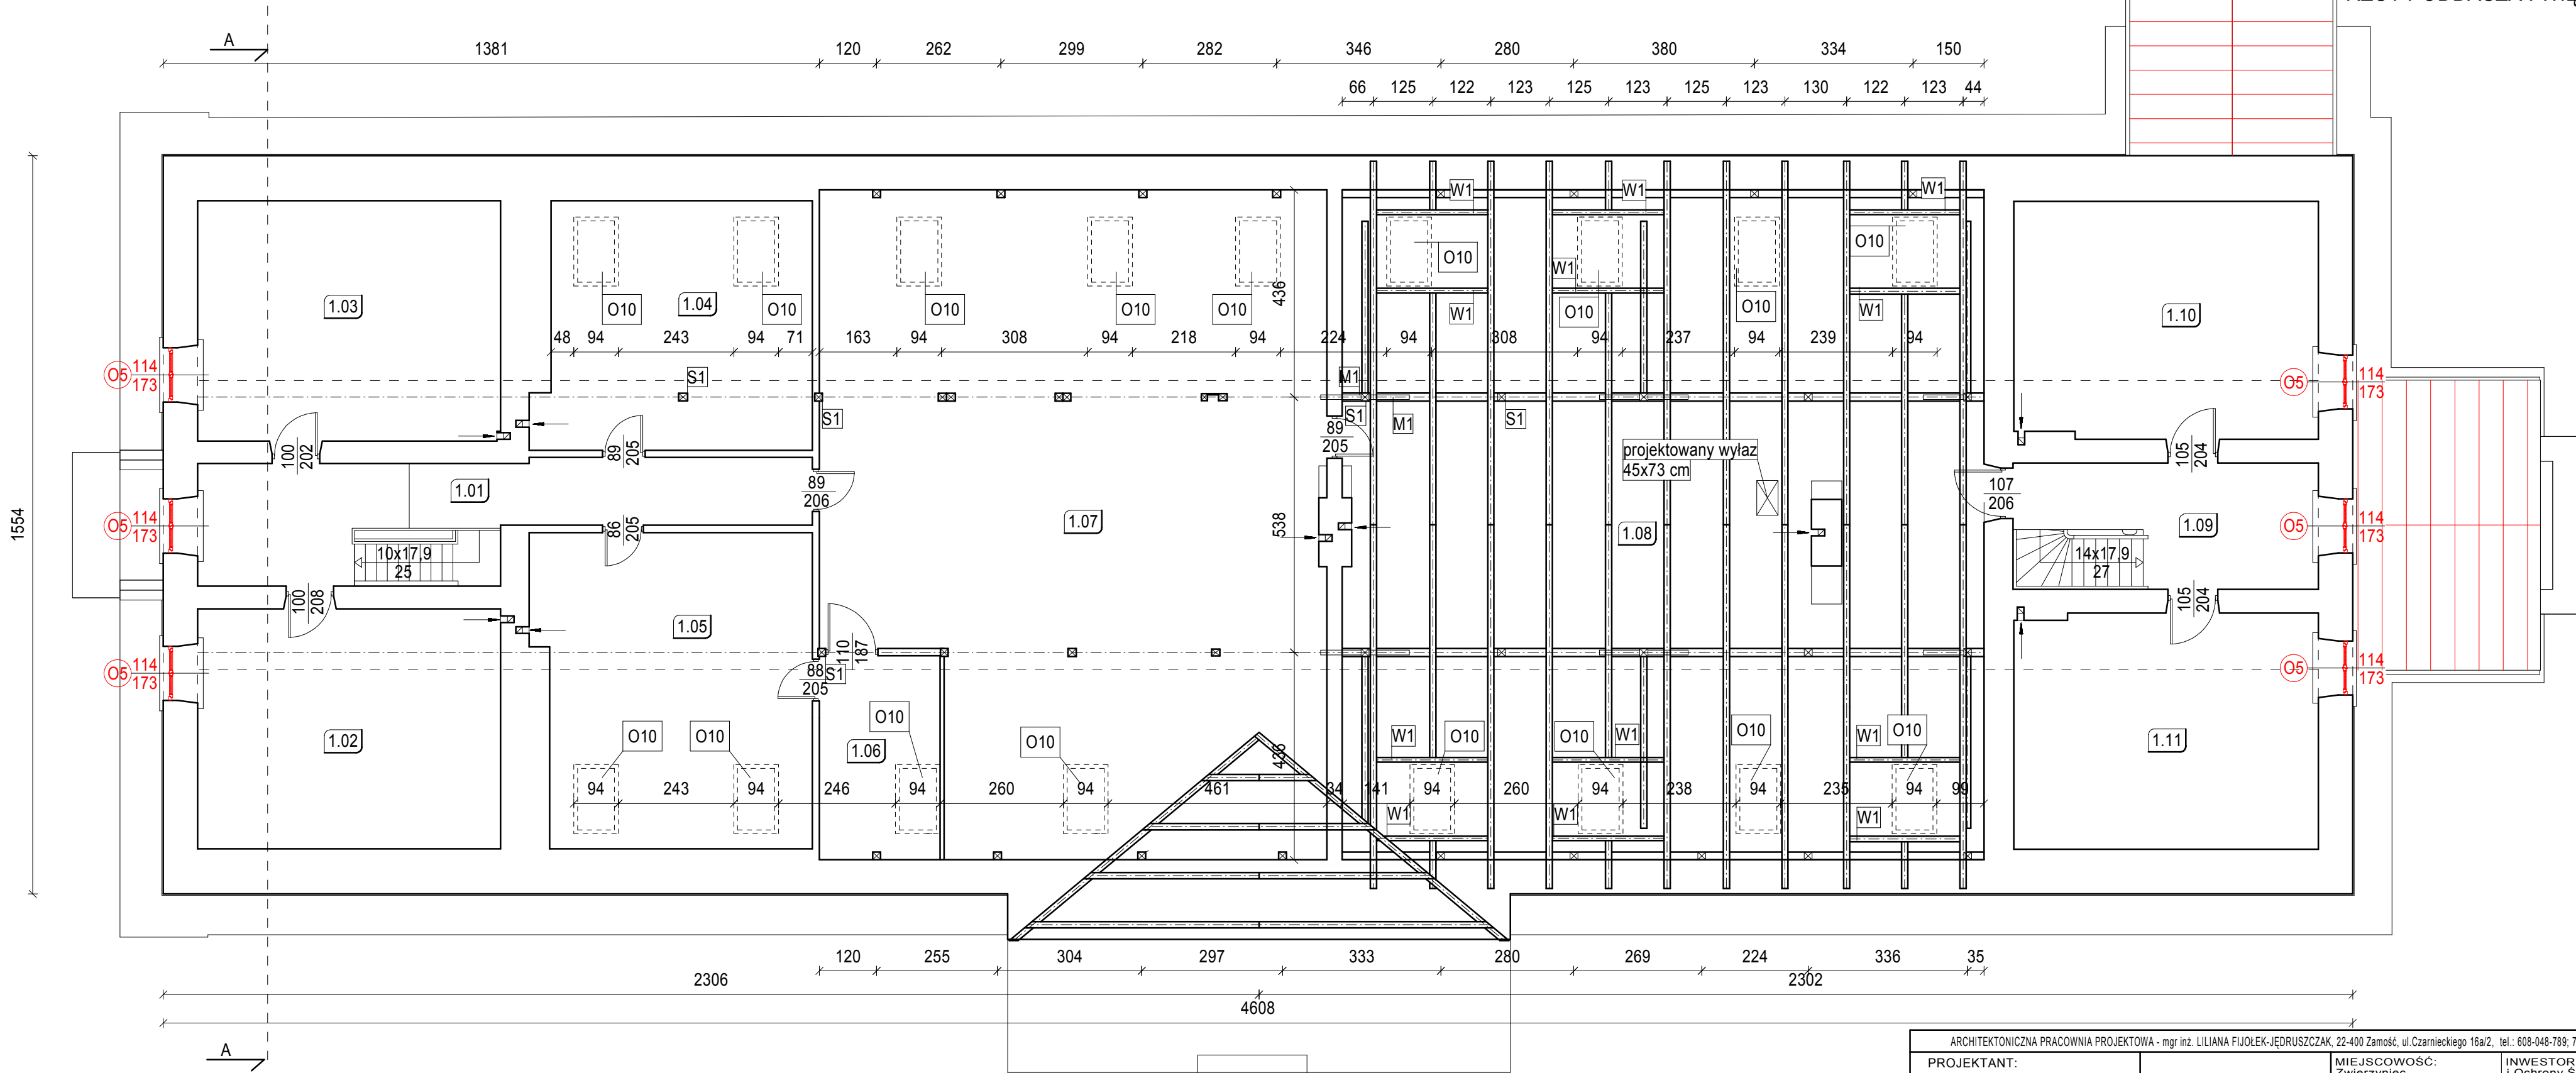 A
1381 120 262 299 282 346 280 380 334 150
66 125 122 123 125 123 125 123 130 122 123 44
W1 W1 W1
O10 O10
W1
1.03 1.04 1.10
O10 O10 O10 O10 O10 O10 O10
W1 W1
436
48 94 243 94 71 163 94 308 94 218 94 224 94 308 94 237 94 239 94
O5 114
173
S1 M1
O5 114
173
S1 S1 M1 S1
100
202
89
205
89
205
projektowany wyłaz
45x73 cm
105
204
1.01
89
206
107
206
1554
O5 114
173
86
205
1.07 538 1.08 1.09
O5 114
173
10x17,9
25
14x17,9
27
100
208
105
204
1.05
110
187
O5 114
173
88
205
S1
O5 114
173
O10 O10 O10 O10
1.02 1.06 1.11
W1 O10 O10 W1 O10 W1 O10
436
94 243 94 246 94 260 94 461 34 141 94 260 94 238 94 235 94 99
W1 W1 W1
120 255 304 297 333 280 269 224 336 35
2306 2302
4608
A
ARCHITEKTONICZNA PRACOWNIA PROJEKTOWA - mgr inż. LILIANA FIJOŁEK-JĘDRUSZCZAK, 22-400 Zamość, ul.Czarnieckiego 16a/2, tel.: 608-048-789; 7
PROJEKTANT: MIEJSCOWOŚĆ: INWESTOR